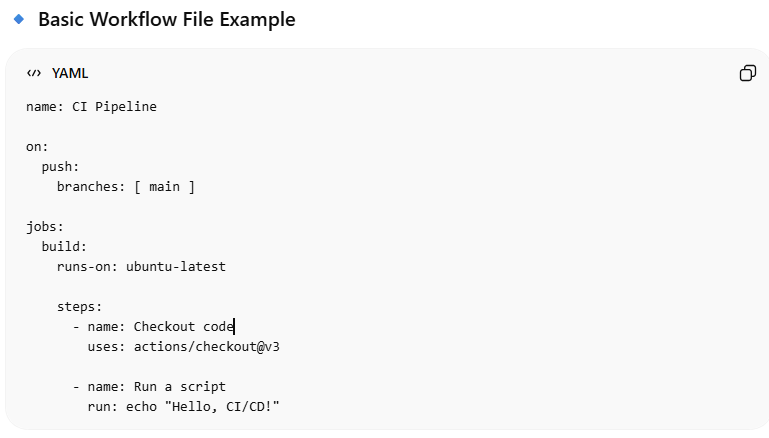 Basic Workflow File Example
YAML
name: CI Pipeline
on:
  push:
    branches: [ main ]
jobs:
  build:
    runs-on: ubuntu-latest
    steps:
      - name: Checkout code
        uses: actions/checkout@v3
      - name: Run a script
        run: echo "Hello, CI/CD!"